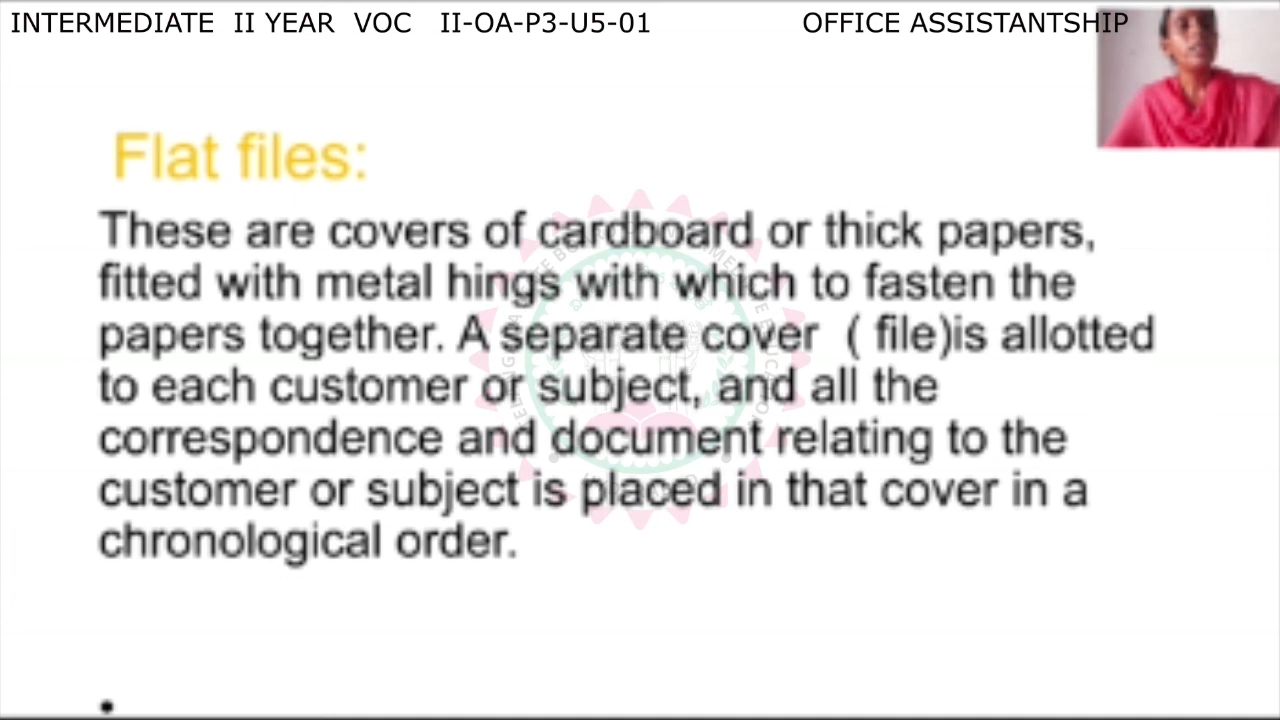 INTERMEDIATE II YEAR VOC II-OA-P3-U5-01 OFFICE ASSISTANTSHIP
Flat files:
These are covers of cardboard or thick papers,
fitted with metal hings with which to fasten the
papers together. A separate cover ( file)is allotted
to each customer or subject, and all the
correspondence and document relating to the
customer or subject is placed in that cover in a
chronological order.
•